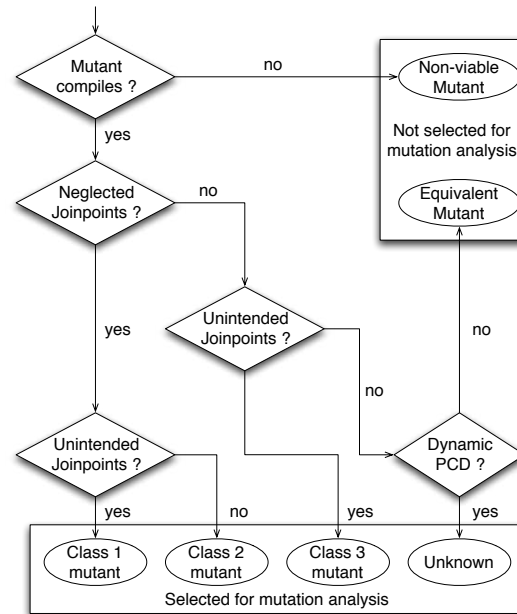 Mutant
compiles ?
no
Non-viable
Mutant
yes
Not selected for
mutation analysis
Neglected
Joinpoints ?
no
Equivalent
Mutant
Unintended
Joinpoints ?
yes
no
no
Unintended
Joinpoints ?
Dynamic
PCD ?
yes
no
yes
yes
Class 1
mutant
Class 2
mutant
Class 3
mutant
Unknown
Selected for mutation analysis